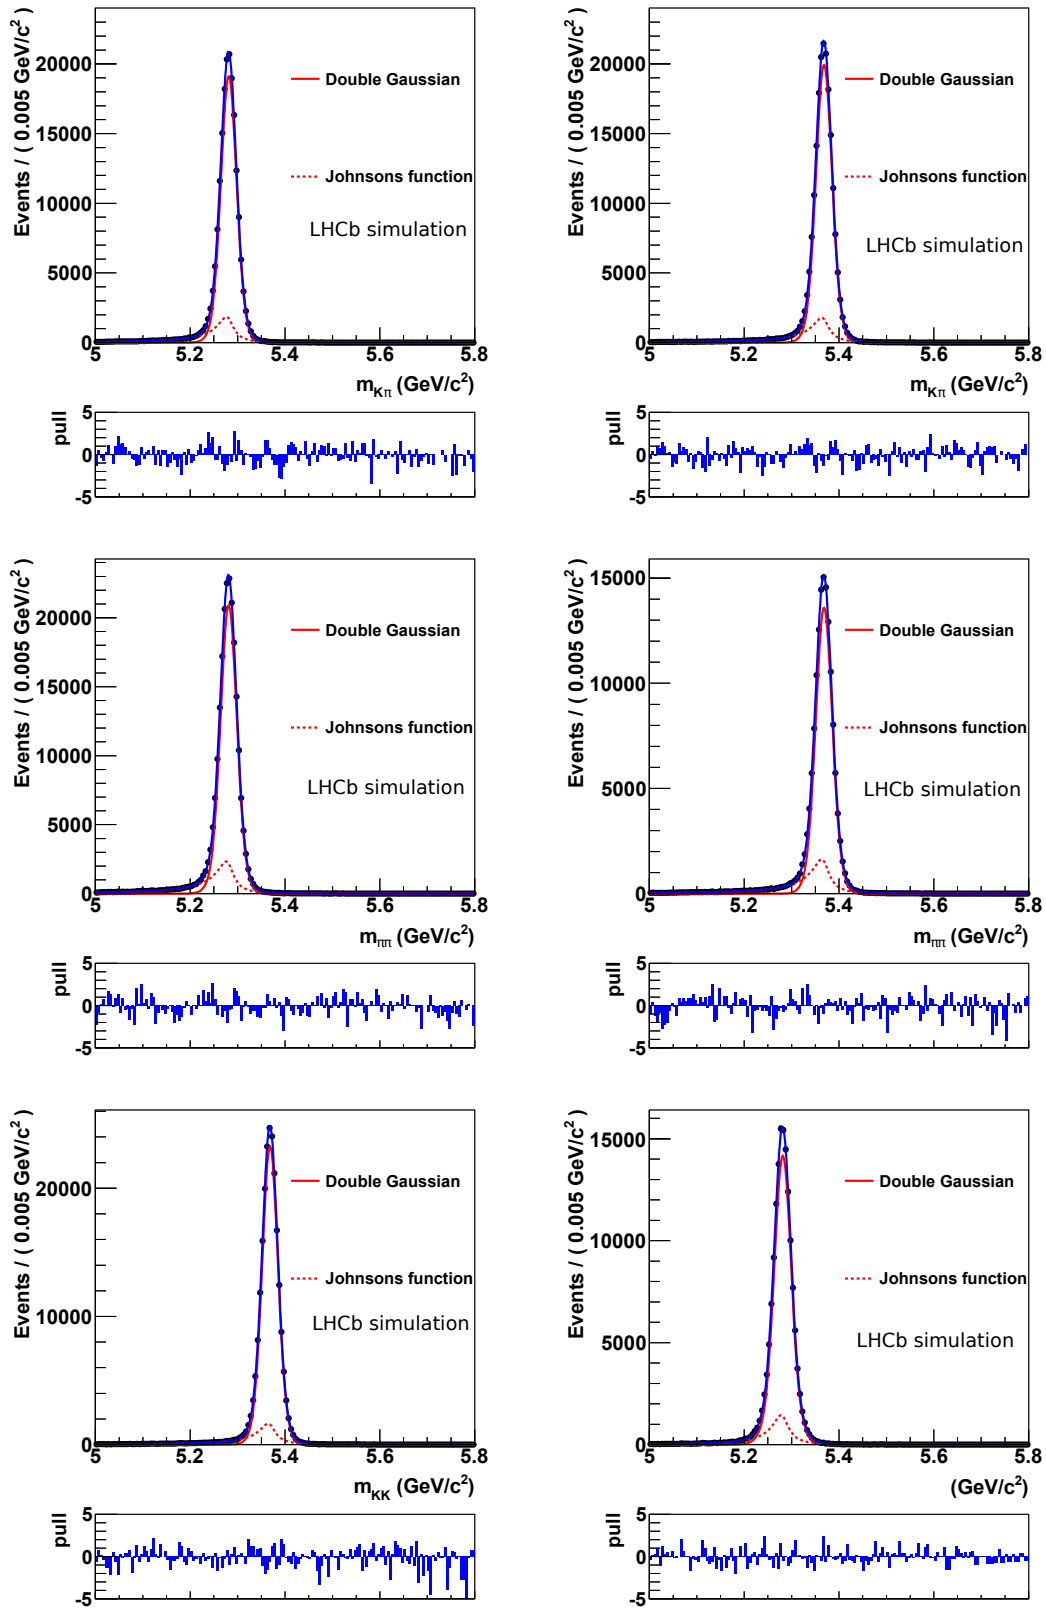 Events / ( 0.005 GeV/c²)
20000
15000
10000
5000
0
Double Gaussian
Johnsons function
LHCb simulation
5 5.2 5.4 5.6 5.8
m_Kπ (GeV/c²)
pull
5
0
-5
Events / ( 0.005 GeV/c²)
20000
15000
10000
5000
0
Double Gaussian
Johnsons function
LHCb simulation
5 5.2 5.4 5.6 5.8
m_Kπ (GeV/c²)
pull
5
0
-5
Events / ( 0.005 GeV/c²)
20000
15000
10000
5000
0
Double Gaussian
Johnsons function
LHCb simulation
5 5.2 5.4 5.6 5.8
m_ππ (GeV/c²)
pull
5
0
-5
Events / ( 0.005 GeV/c²)
15000
10000
5000
0
Double Gaussian
Johnsons function
LHCb simulation
5 5.2 5.4 5.6 5.8
m_ππ (GeV/c²)
pull
5
0
-5
Events / ( 0.005 GeV/c²)
20000
10000
0
Double Gaussian
Johnsons function
LHCb simulation
5 5.2 5.4 5.6 5.8
m_KK (GeV/c²)
pull
5
0
-5
Events / ( 0.005 GeV/c²)
15000
10000
5000
0
Double Gaussian
Johnsons function
LHCb simulation
5 5.2 5.4 5.6 5.8
(GeV/c²)
pull
5
0
-5